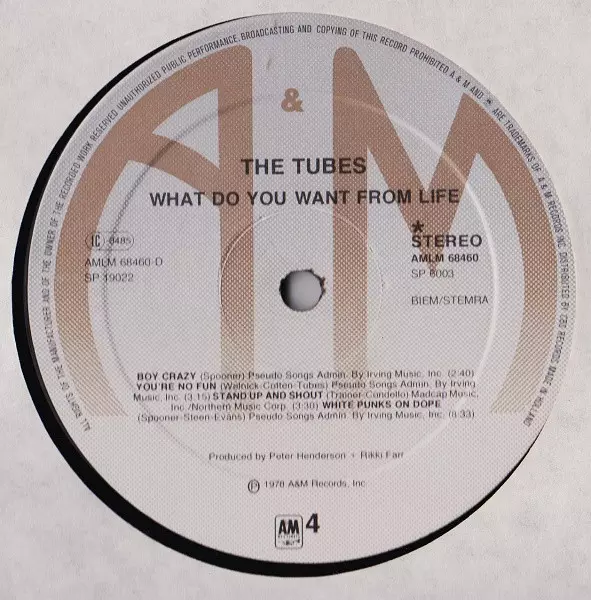 ALL RIGHTS OF THE MANUFACTURER AND OF THE OWNER OF THE RECORDED WORK RESERVED UNAUTHORIZED PUBLIC PERFORMANCE, BROADCASTING AND COPYING OF THIS RECORD PROHIBITED A & M AND ARE TRADEMARKS OF A & M RECORDS INC. DISTRIBUTED BY CBS RECORDS MADE IN HOLLAND
A & M
THE TUBES
WHAT DO YOU WANT FROM LIFE
IC 0485
AMLM 68460-D
SP 19022
*
STEREO
AMLM 68460
SP 6003
BIEM/STEMRA
BOY CRAZY (Spooner) Pseudo Songs Admin. By Irving Music, Inc. (2:40)
YOU'RE NO FUN (Welnick-Cotten-Tubes) Pseudo Songs Admin. By Irving
Music, Inc. (3:15) STAND UP AND SHOUT (Trainer-Condello) Madcap Music,
Inc./Northern Music Corp. (3:30) WHITE PUNKS ON DOPE
(Spooner-Steen-Evans) Pseudo Songs Admin. By Irving Music, Inc. (8:33)
Produced by Peter Henderson + Rikki Farr
℗ 1978 A&M Records, Inc.
AM 4